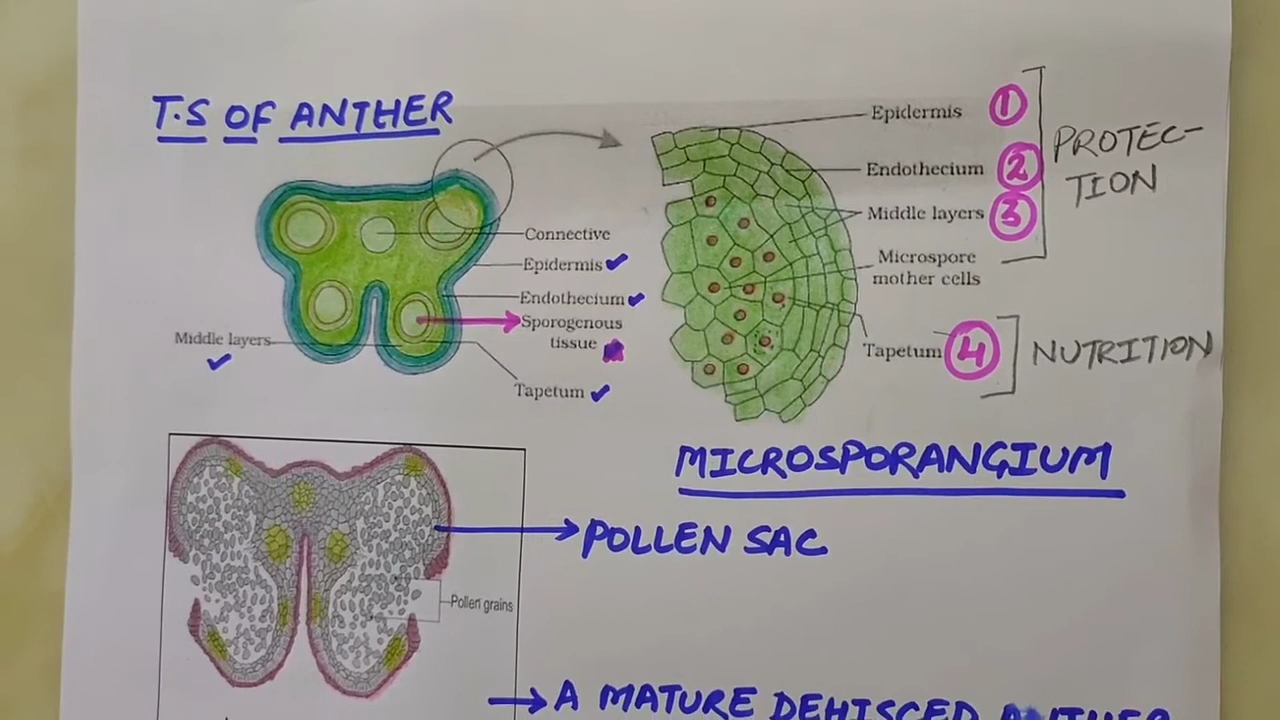 T.S OF ANTHER
Connective
Epidermis
Endothecium
Sporogenous
tissue
Middle layers
Tapetum
Epidermis 1
Endothecium 2
Middle layers 3
Microspore
mother cells
Tapetum 4
PROTEC-
TION
NUTRITION
MICROSPORANGIUM
POLLEN SAC
Pollen grains
A MATURE DEHISCED ANTHER